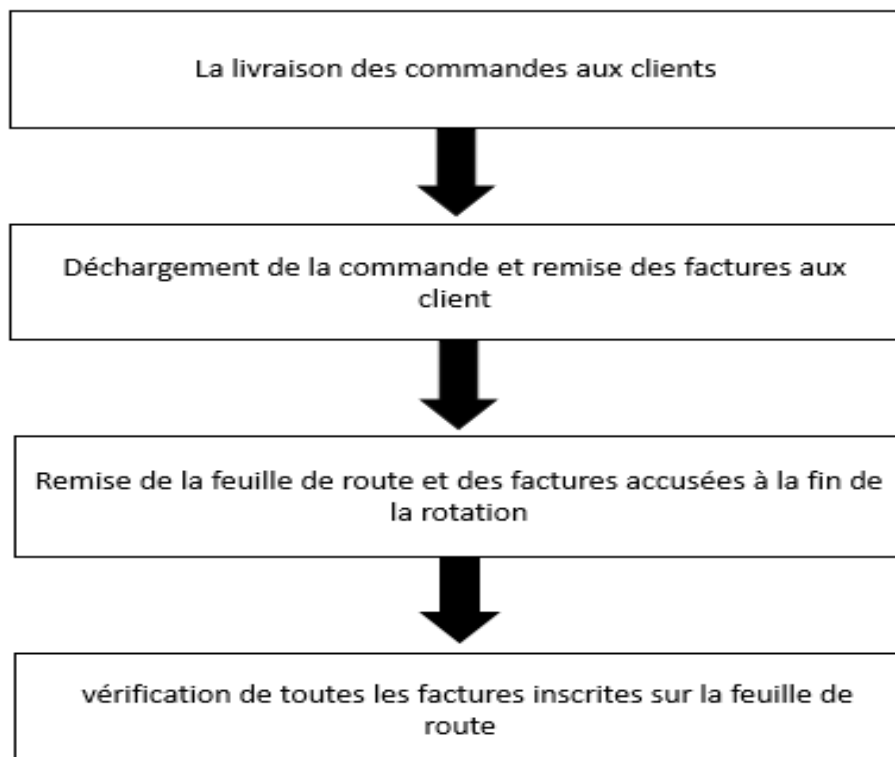 La livraison des commandes aux clients
Déchargement de la commande et remise des factures aux
client
Remise de la feuille de route et des factures accusées à la fin de
la rotation
vérification de toutes les factures inscrites sur la feuille de
route